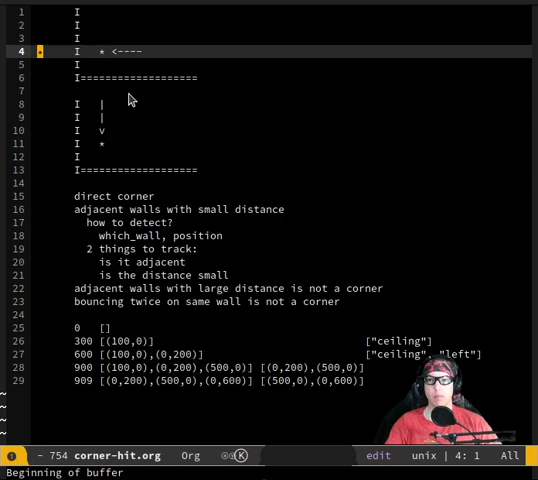 1 I
2 I
3 I
4 I * <----
5 I
6 I===================
7
8 I |
9 I |
10 I v
11 I *
12 I
13 I===================
14
15 direct corner
16 adjacent walls with small distance
17 how to detect?
18 which_wall, position
19 2 things to track:
20 is it adjacent
21 is the distance small
22 adjacent walls with large distance is not a corner
23 bouncing twice on same wall is not a corner
24
25 0 []
26 300 [(100,0)] ["ceiling"]
27 600 [(100,0),(0,200)] ["ceiling", "left"]
28 900 [(100,0),(0,200),(500,0)] [(0,200),(500,0)]
29 909 [(0,200),(500,0),(0,600)] [(500,0),(0,600)]
~
~
~
~
- 754 corner-hit.org Org K edit unix | 4: 1 All
Beginning of buffer